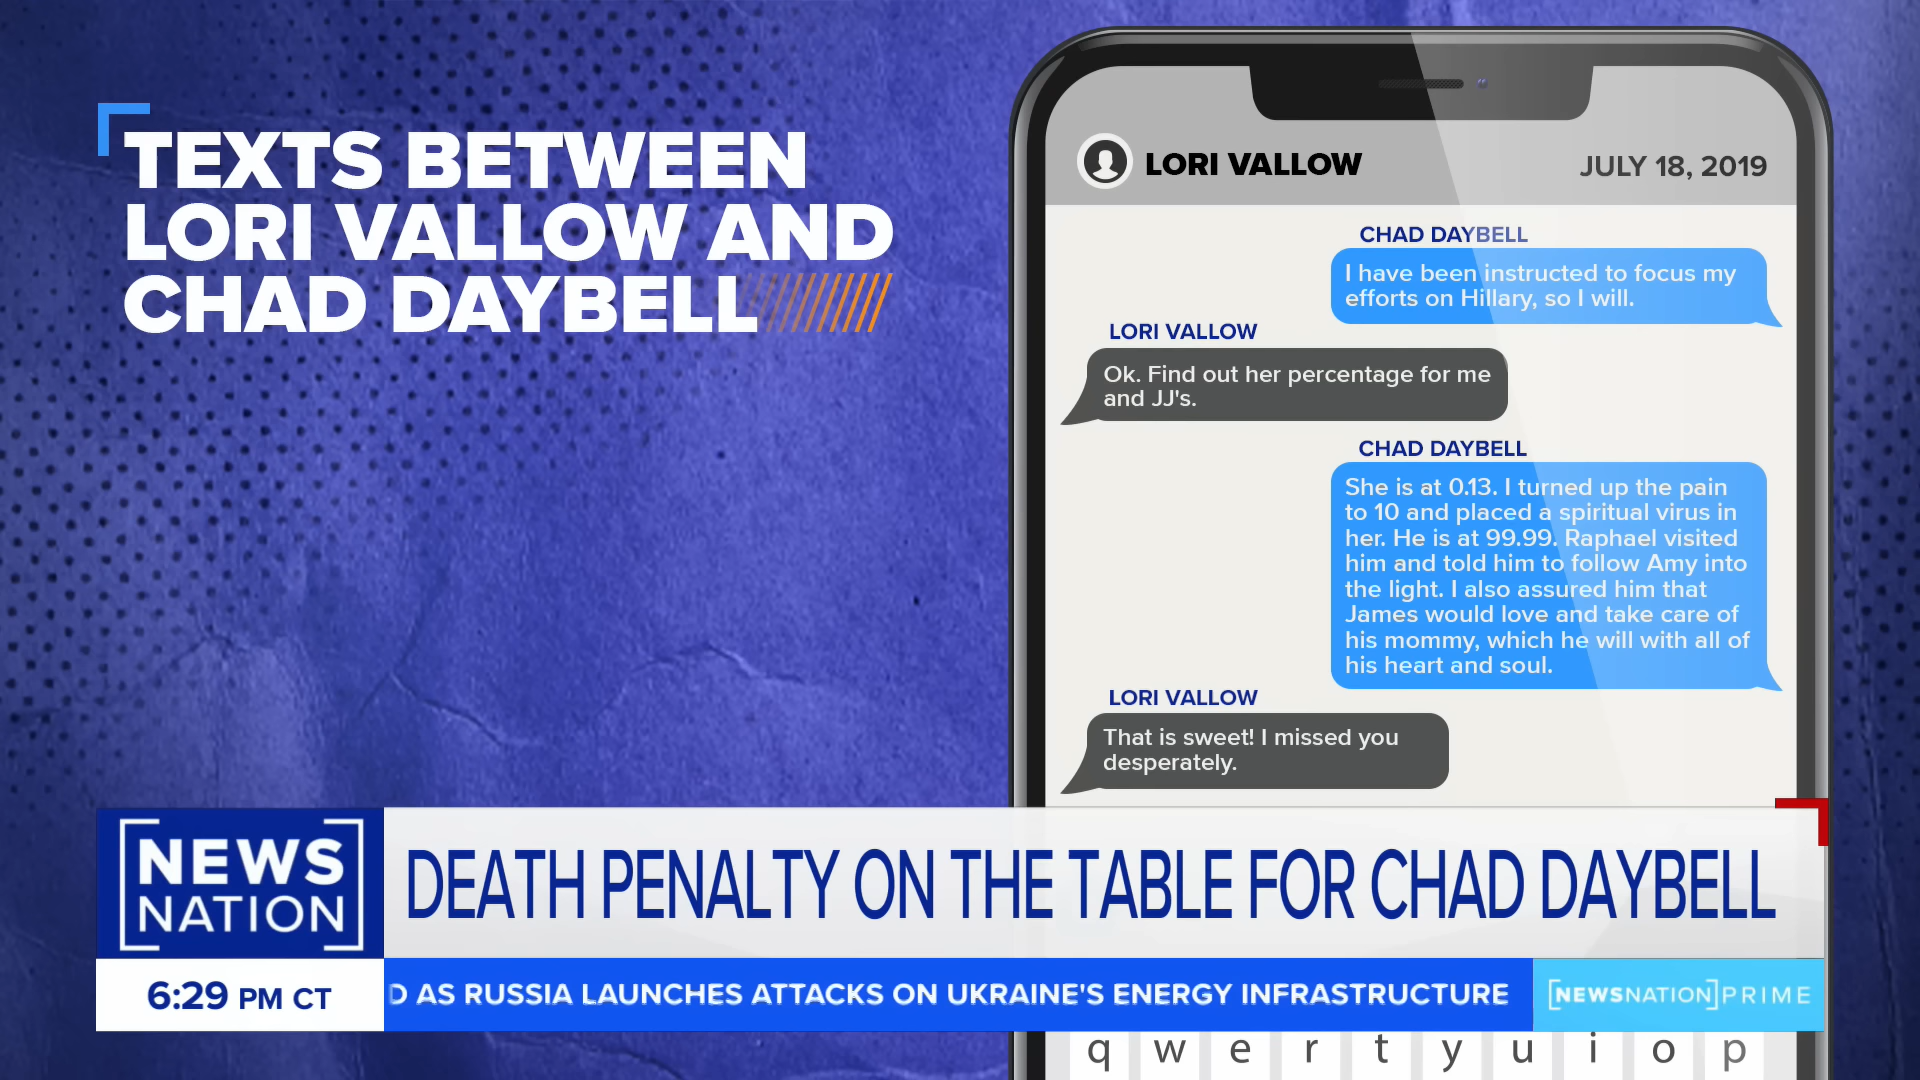 TEXTS BETWEEN
LORI VALLOW AND
CHAD DAYBELL
LORI VALLOW
JULY 18, 2019
CHAD DAYBELL
I have been instructed to focus my
efforts on Hillary, so I will.
LORI VALLOW
Ok. Find out her percentage for me
and JJ's.
CHAD DAYBELL
She is at 0.13. I turned up the pain
to 10 and placed a spiritual virus in
her. He is at 99.99. Raphael visited
him and told him to follow Amy into
the light. I also assured him that
James would love and take care of
his mommy, which he will with all of
his heart and soul.
LORI VALLOW
That is sweet! I missed you
desperately.
NEWS
NATION
DEATH PENALTY ON THE TABLE FOR CHAD DAYBELL
6:29 PM CT
D AS RUSSIA LAUNCHES ATTACKS ON UKRAINE'S ENERGY INFRASTRUCTURE
[NEWSNATION]PRIME
q w e r t y u i o p